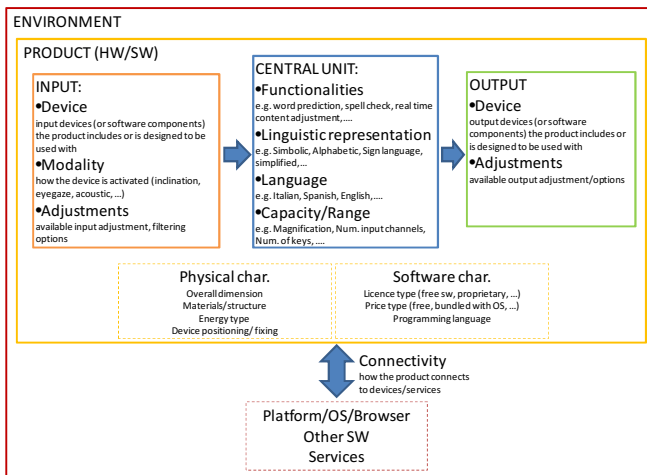 ENVIRONMENT
PRODUCT (HW/SW)
INPUT:
•Device
input devices (or software components)
the product includes or is designed to be
used with
•Modality
how the device is activated (inclination,
eyegaze, acoustic, …)
•Adjustments
available input adjustment, filtering
options
CENTRAL UNIT:
•Functionalities
e.g. word prediction, spell check, real time
content adjustment,....
•Linguistic representation
e.g. Simbolic, Alphabetic, Sign language,
simplified,…
•Language
e.g. Italian, Spanish, English,....
•Capacity/Range
e.g. Magnification, Num. input channels,
Num. of keys, ....
OUTPUT
•Device
output devices (or software
components) the product includes or
is designed to be used with
•Adjustments
available output adjustment/options
Physical char.
Overall dimension
Materials/structure
Energy type
Device positioning/ fixing
Software char.
Licence type (free sw, proprietary, …)
Price type (free, bundled with OS, …)
Programming language
Connectivity
how the product connects
to devices/services
Platform/OS/Browser
Other SW
Services